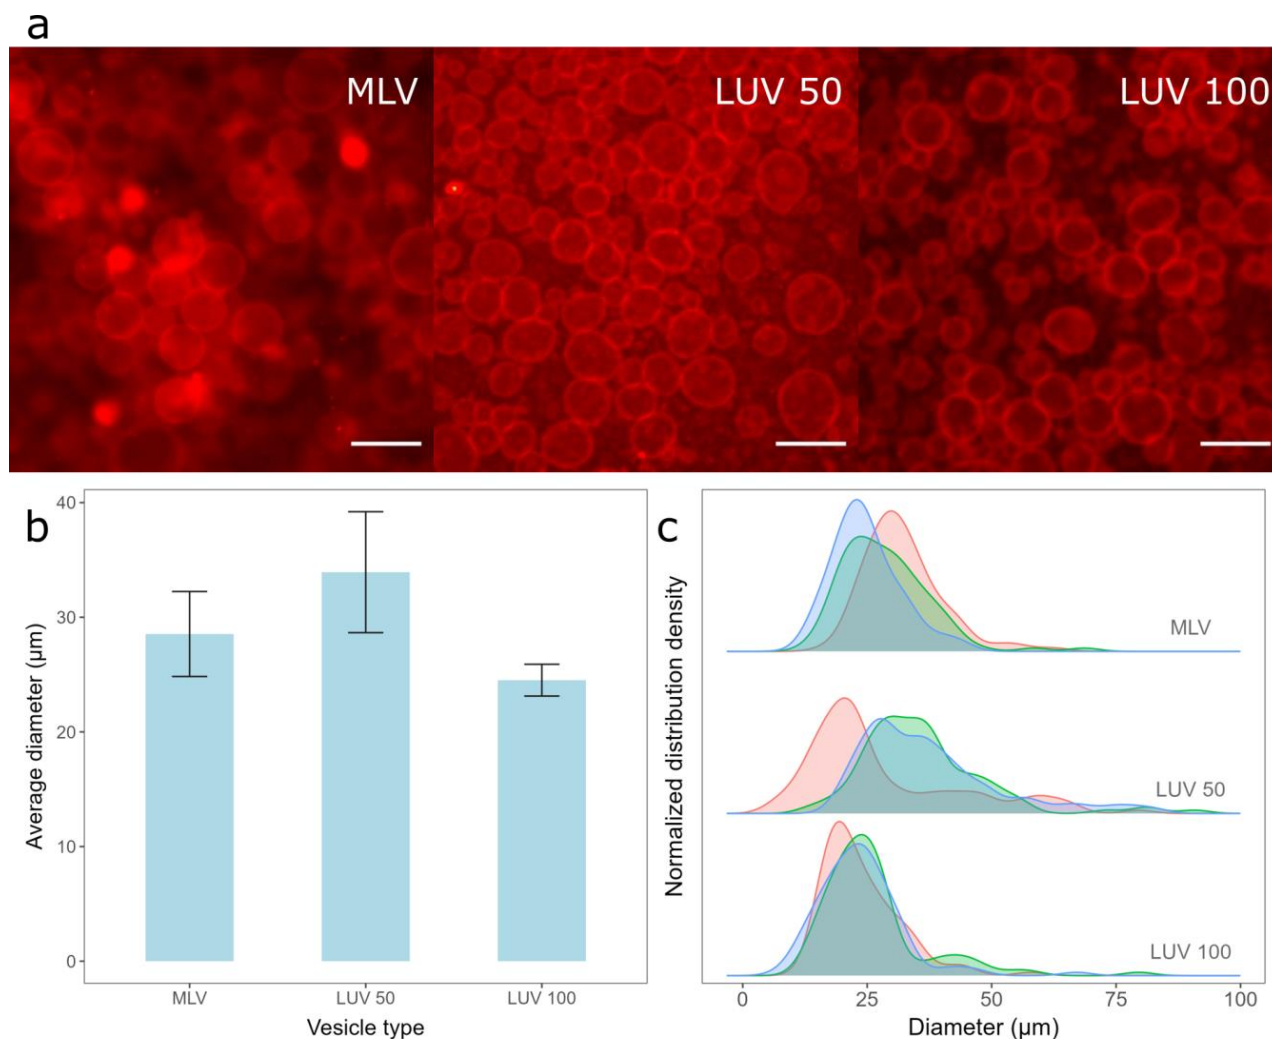 a
MLV
LUV 50
LUV 100
b
40
30
20
10
0
Average diameter (µm)
MLV
LUV 50
LUV 100
Vesicle type
c
Normalized distribution density
MLV
LUV 50
LUV 100
0
25
50
75
100
Diameter (µm)